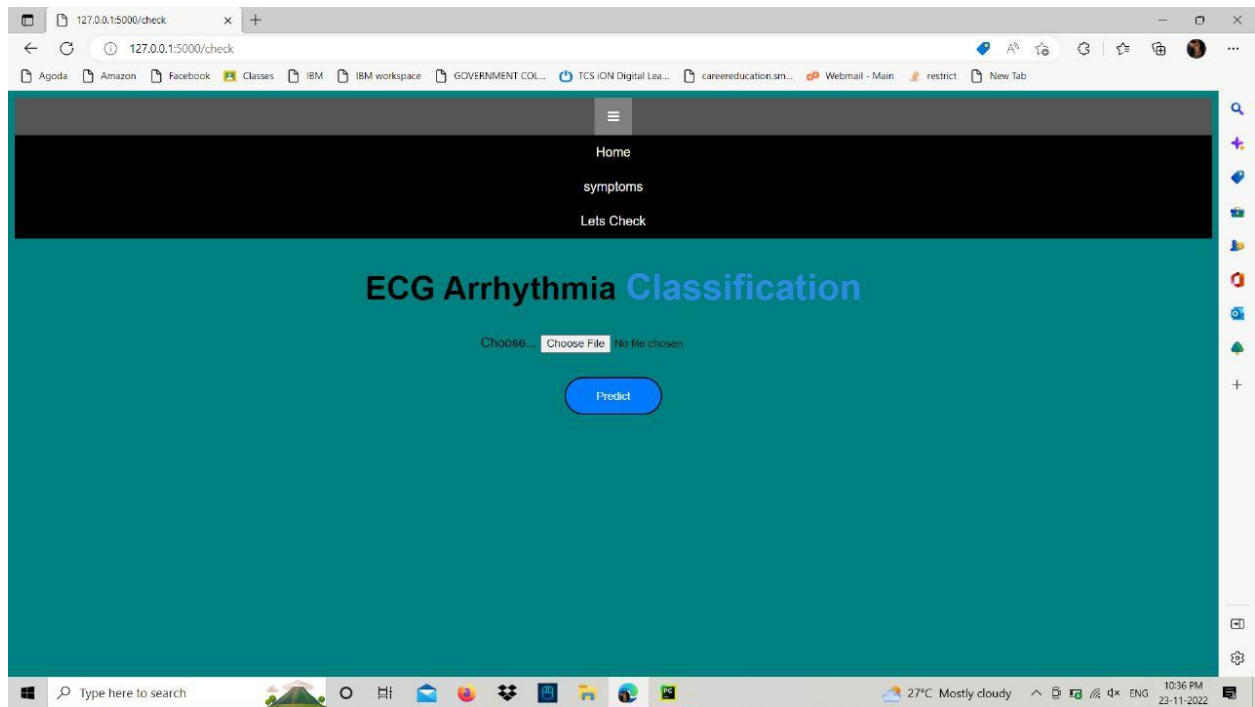 127.0.0.1:5000/check
127.0.0.1:5000/check
Agoda Amazon Facebook Classes IBM IBM workspace GOVERNMENT COL... TCS iON Digital Lea... careereducation.sm... Webmail - Main restrict New Tab
Home
symptoms
Lets Check
ECG Arrhythmia Classification
Choose... Choose File No file chosen
Predict
Type here to search
27°C Mostly cloudy ENG 10:36 PM
23-11-2022